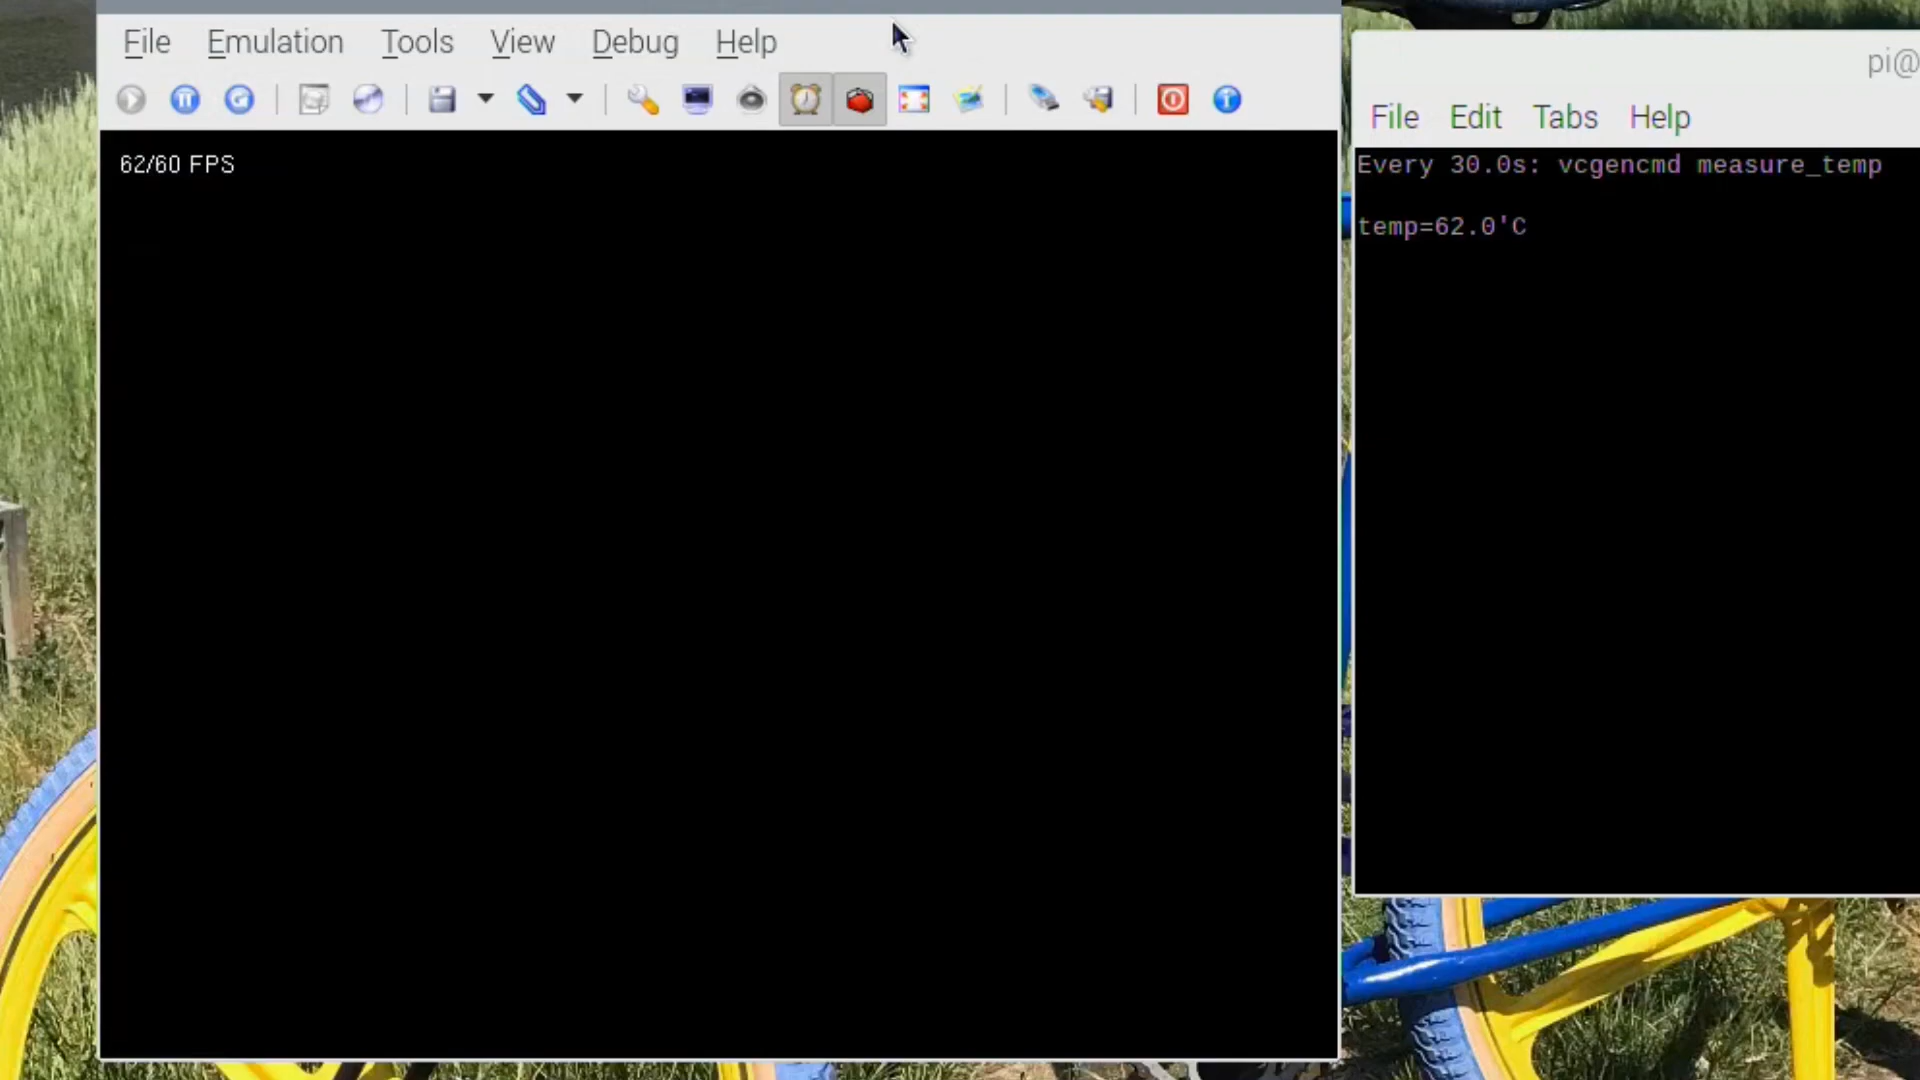 File Emulation Tools View Debug Help
62/60 FPS
pi@
File Edit Tabs Help
Every 30.0s: vcgencmd measure_temp
temp=62.0'C